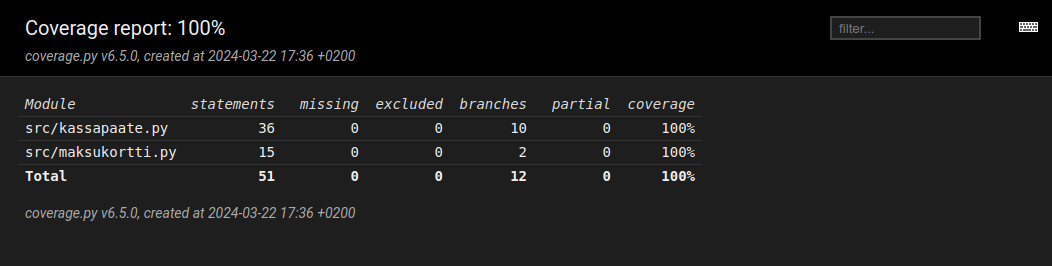 Coverage report: 100%
filter...
coverage.py v6.5.0, created at 2024-03-22 17:36 +0200
Module statements missing excluded branches partial coverage
src/kassapaate.py 36 0 0 10 0 100%
src/maksukortti.py 15 0 0 2 0 100%
Total 51 0 0 12 0 100%
coverage.py v6.5.0, created at 2024-03-22 17:36 +0200